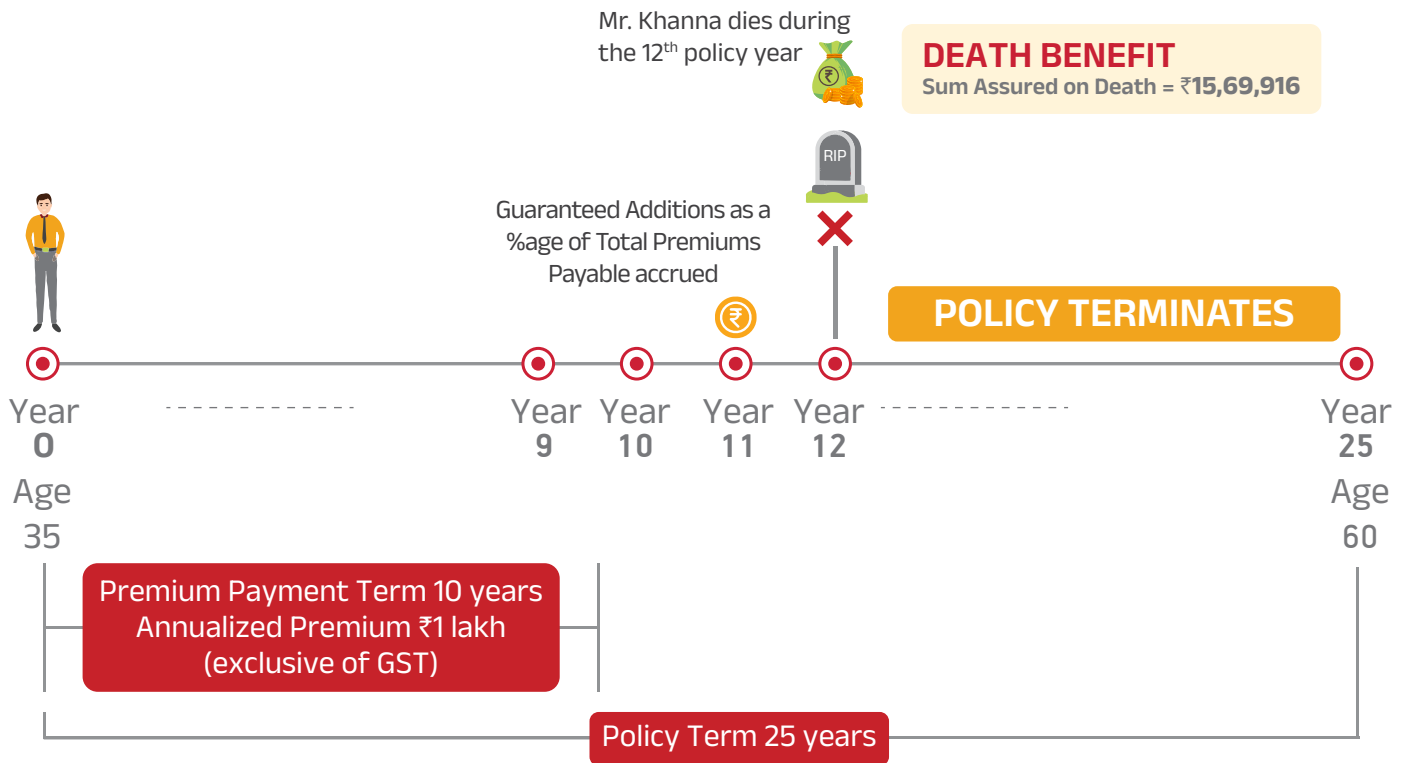 Mr. Khanna dies during
the 12th policy year
₹
DEATH BENEFIT
Sum Assured on Death = ₹15,69,916
RIP
Guaranteed Additions as a
%age of Total Premiums
Payable accrued
₹
POLICY TERMINATES
Year Year Year Year Year Year
0 9 10 11 12 25
Age Age
35 60
Premium Payment Term 10 years
Annualized Premium ₹1 lakh
(exclusive of GST)
Policy Term 25 years